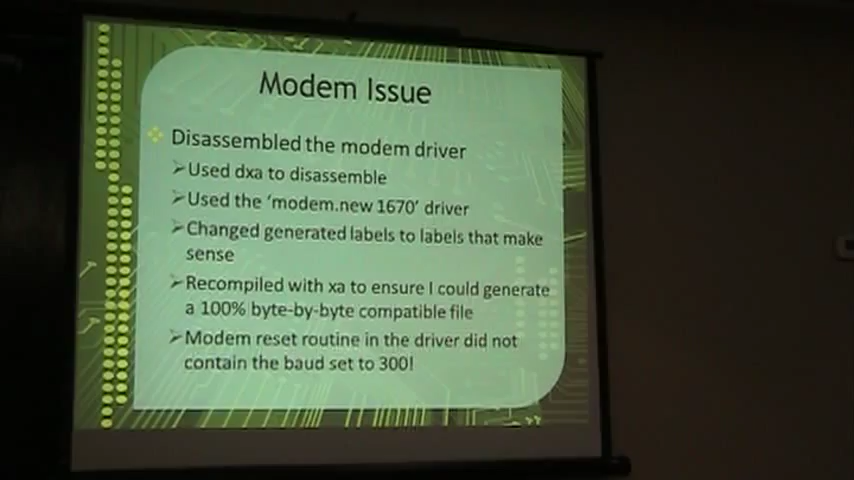 Modem Issue
Disassembled the modem driver
Used dxa to disassemble
Used the 'modem.new 1670' driver
Changed generated labels to labels that make
sense
Recompiled with xa to ensure I could generate
a 100% byte-by-byte compatible file
Modem reset routine in the driver did not
contain the baud set to 300!